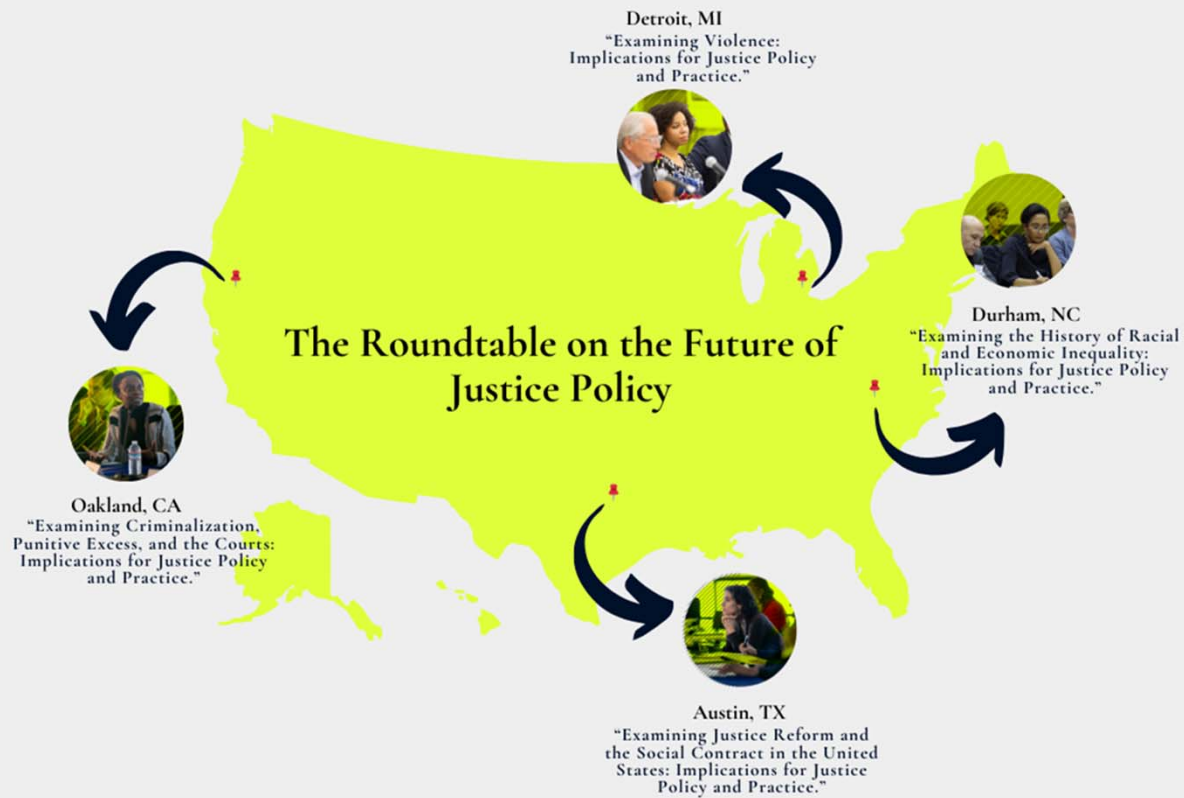 Detroit, MI
“Examining Violence:
Implications for Justice Policy
and Practice.”
The Roundtable on the Future of
Justice Policy
Durham, NC
“Examining the History of Racial
and Economic Inequality:
Implications for Justice Policy
and Practice.”
Oakland, CA
“Examining Criminalization,
Punitive Excess, and the Courts:
Implications for Justice Policy
and Practice.”
Austin, TX
“Examining Justice Reform and
the Social Contract in the United
States: Implications for Justice
Policy and Practice.”